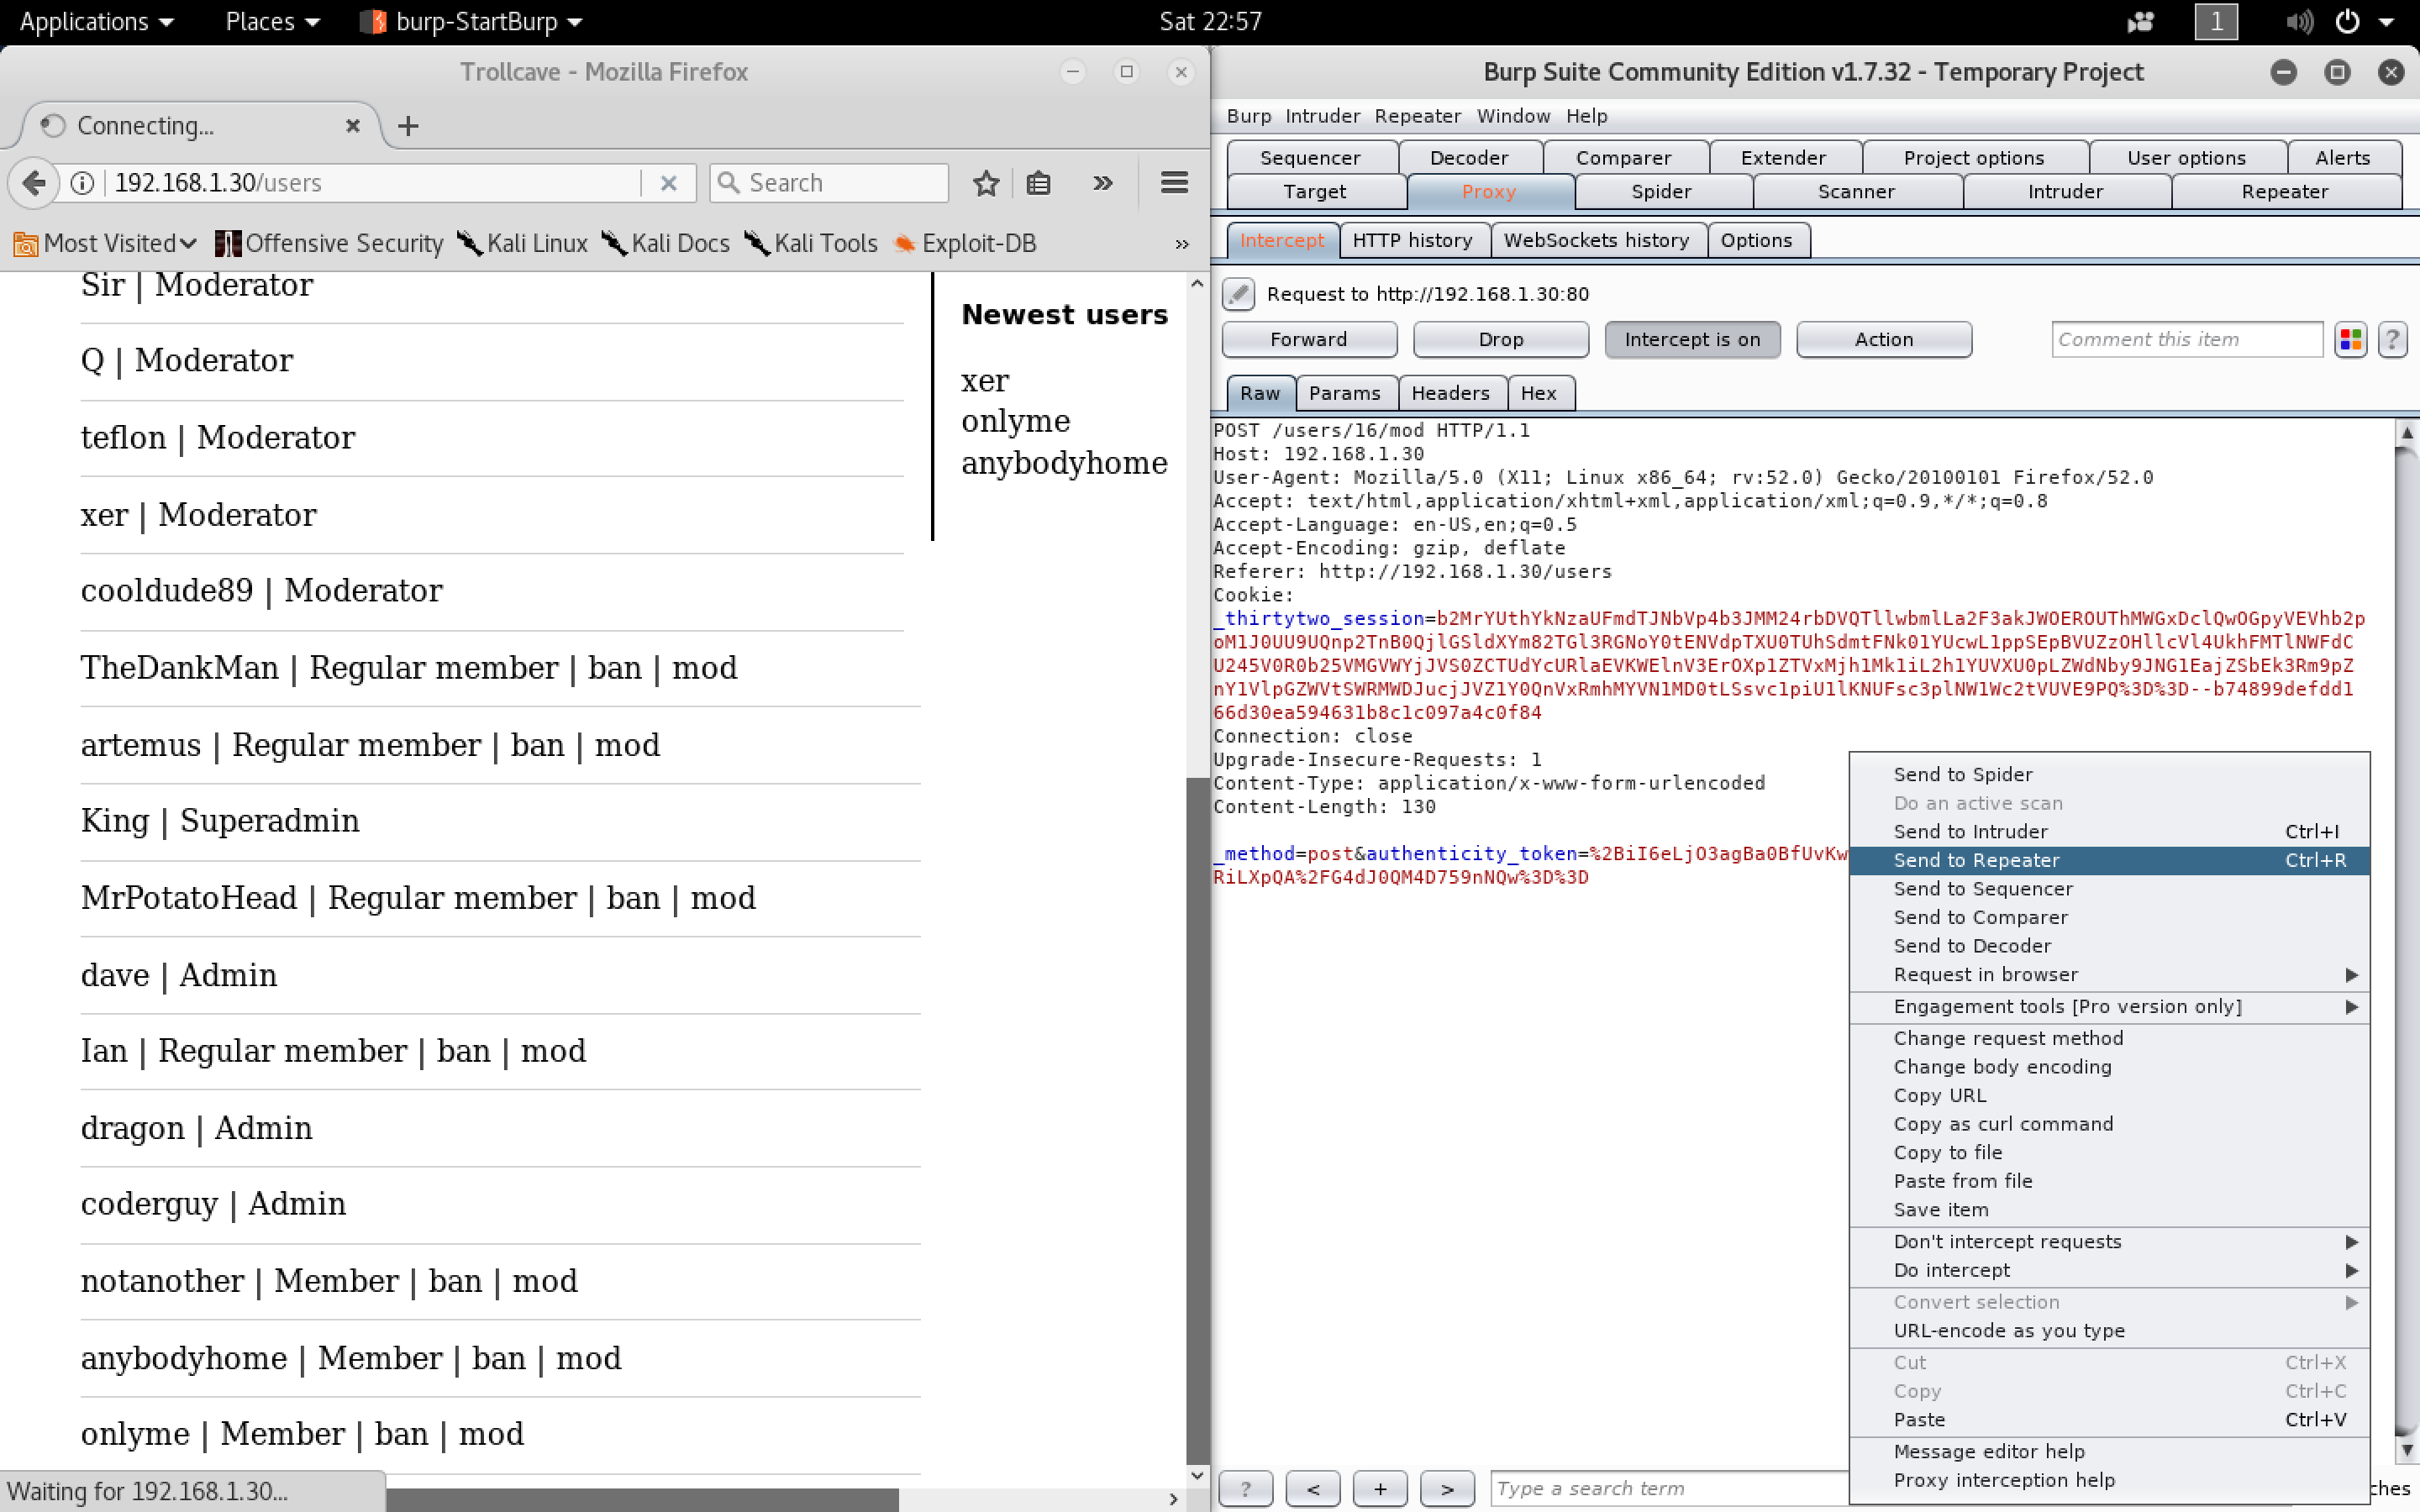 Applications Places burp-StartBurp Sat 22:57 1
Trollcave - Mozilla Firefox
Connecting...
192.168.1.30/users Search
Most Visited Offensive Security Kali Linux Kali Docs Kali Tools Exploit-DB »
Sir | Moderator
Q | Moderator
teflon | Moderator
xer | Moderator
cooldude89 | Moderator
TheDankMan | Regular member | ban | mod
artemus | Regular member | ban | mod
King | Superadmin
MrPotatoHead | Regular member | ban | mod
dave | Admin
Ian | Regular member | ban | mod
dragon | Admin
coderguy | Admin
notanother | Member | ban | mod
anybodyhome | Member | ban | mod
onlyme | Member | ban | mod
Newest users
xer
onlyme
anybodyhome
Waiting for 192.168.1.30...
Burp Suite Community Edition v1.7.32 - Temporary Project
Burp Intruder Repeater Window Help
Sequencer Decoder Comparer Extender Project options User options Alerts
Target Proxy Spider Scanner Intruder Repeater
Intercept HTTP history WebSockets history Options
Request to http://192.168.1.30:80
Forward Drop Intercept is on Action Comment this item ?
Raw Params Headers Hex
POST /users/16/mod HTTP/1.1
Host: 192.168.1.30
User-Agent: Mozilla/5.0 (X11; Linux x86_64; rv:52.0) Gecko/20100101 Firefox/52.0
Accept: text/html,application/xhtml+xml,application/xml;q=0.9,*/*;q=0.8
Accept-Language: en-US,en;q=0.5
Accept-Encoding: gzip, deflate
Referer: http://192.168.1.30/users
Cookie:
_thirtytwo_session=b2MrYUthYkNzaUFmdTJNbVp4b3JMM24rbDVQTllwbmlLa2F3akJWOEROUThMWGxDclQwOGpyVEVhb2p
oM1J0UU9UQnp2TnB0QjlGSldXYm82TGl3RGNoY0tENVdpTXU0TUhSdmtFNk01YUcwL1ppSEpBVUZzOHllcVl4UkhFMTlNWFdC
U245V0R0b25VMGVWYjJVS0ZCTUdYcURlaEVKWElnV3ErOXp1ZTVxMjh1Mk1iL2h1YUVXU0pLZWdNby9JNG1EajZSbEk3Rm9pZ
nY1VlpGZWVtSWRMWDJucjJVZ1Y0QnVxRmhMYVN1MD0tLSsvc1piU1lKNUFsc3plNW1Wc2tVUVE9PQ%3D%3D--b74899defdd1
66d30ea594631b8c1c097a4c0f84
Connection: close
Upgrade-Insecure-Requests: 1
Content-Type: application/x-www-form-urlencoded
Content-Length: 130
_method=post&authenticity_token=%2BiI6eLjO3agBa0BfUvKw
RiLXpQA%2FG4dJ0QM4D759nNQw%3D%3D
Send to Spider
Do an active scan
Send to Intruder Ctrl+I
Send to Repeater Ctrl+R
Send to Sequencer
Send to Comparer
Send to Decoder
Request in browser
Engagement tools [Pro version only]
Change request method
Change body encoding
Copy URL
Copy as curl command
Copy to file
Paste from file
Save item
Don't intercept requests
Do intercept
Convert selection
URL-encode as you type
Cut Ctrl+X
Copy Ctrl+C
Paste Ctrl+V
Message editor help
Proxy interception help
? < + > Type a search term